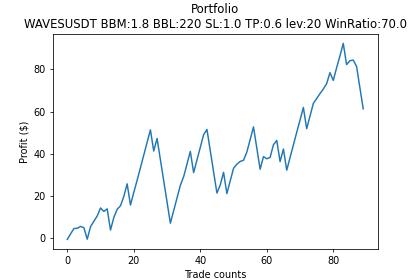 Portfolio
WAVESUSDT BBM:1.8 BBL:220 SL:1.0 TP:0.6 lev:20 WinRatio:70.0
Profit ($)
80
60
40
20
0
0 20 40 60 80
Trade counts